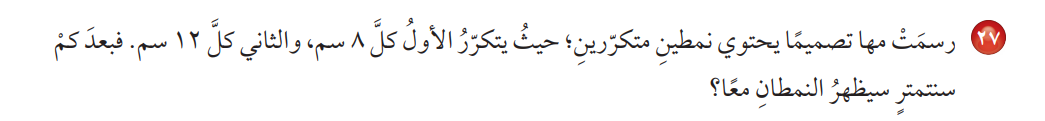 ٢٧ رسمَتْ مها تصميمًا يحتوي نمطينِ متكرّرينِ؛ حيثُ يتكرّرُ الأولُ كلَّ ٨ سم، والثاني كلَّ ١٢ سم. فبعدَ كمْ
سنتمترٍ سيظهرُ النمطانِ معًا؟